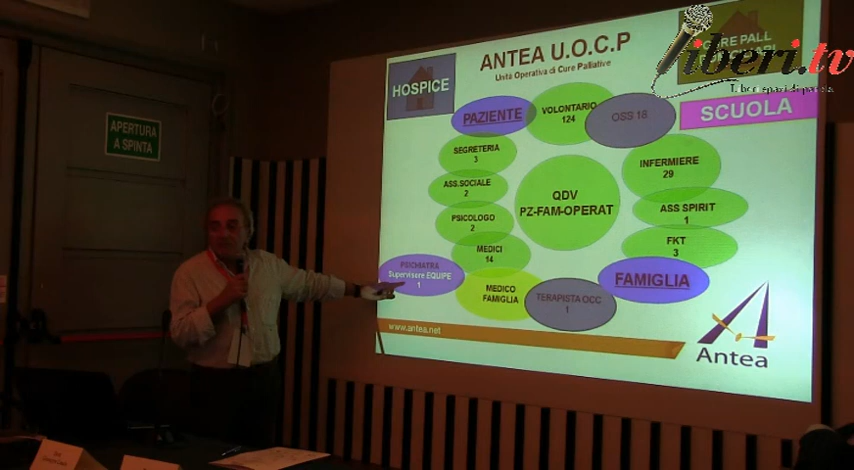 ANTEA U.O.C.P
Unità Operativa di Cure Palliative
HOSPICE
CURE PALL
liberi.tv
SCUOLA
PAZIENTE
VOLONTARIO
124
OSS 18
SEGRETERIA
3
INFERMIERE
29
ASS.SOCIALE
2
QDV
PZ-FAM-OPERAT
ASS SPIRIT
1
PSICOLOGO
2
FKT
3
MEDICI
14
PSICHIATRA
Supervisore EQUIPE
1
MEDICO
FAMIGLIA
TERAPISTA OCC
1
FAMIGLIA
www.antea.net
Antea
APERTURA
A SPINTA